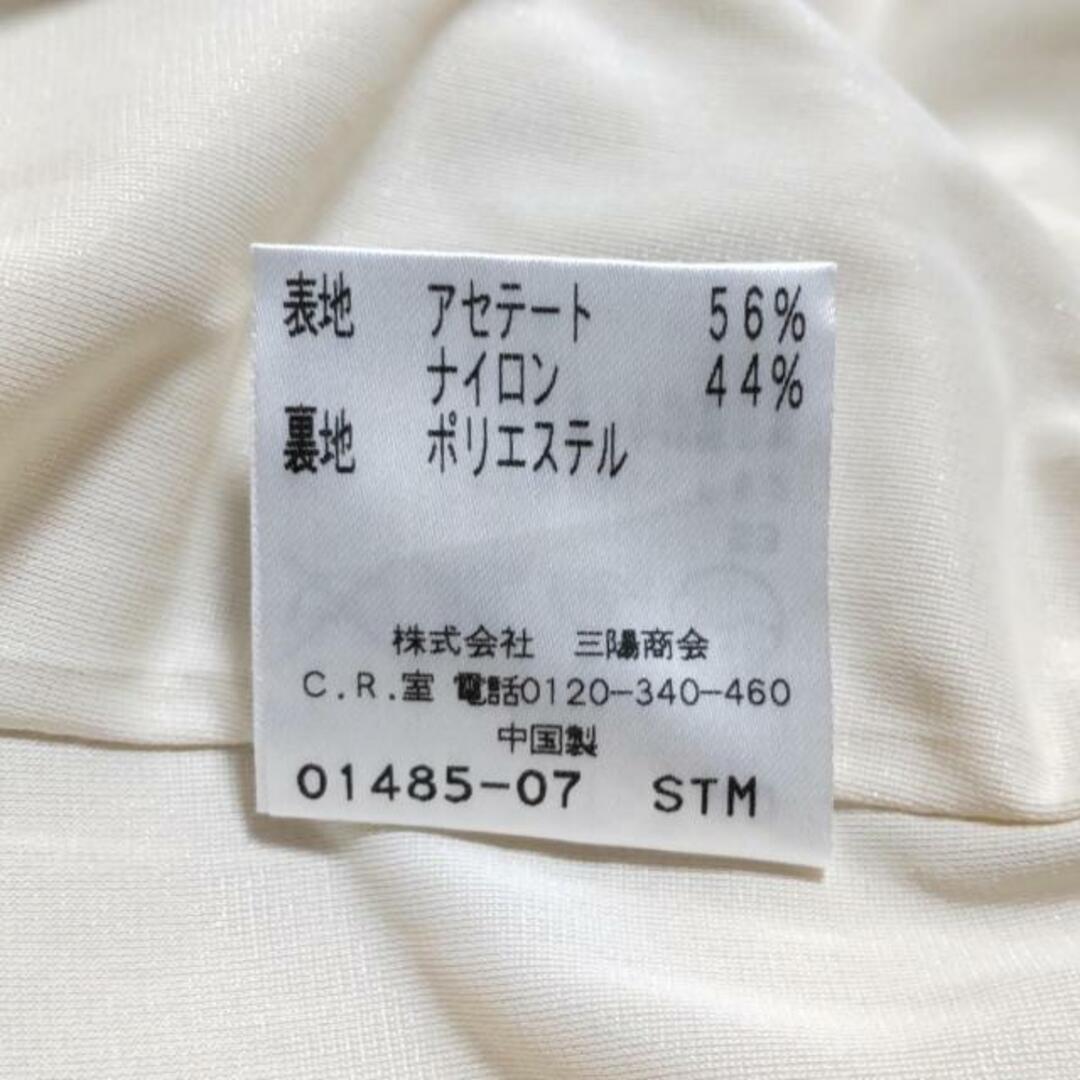 表地 アセテート 56%
ナイロン 44%
裏地 ポリエステル
株式会社 三陽商会
C.R.室 電話0120-340-460
中国製
01485-07 STM